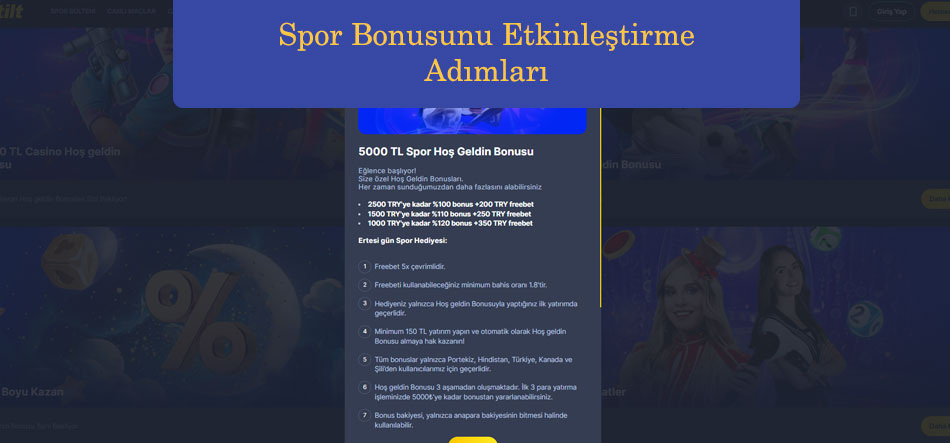 tilt
SPOR BÜLTENİ CANLI MAÇLAR
Giriş Yap
Spor Bonusunu Etkinleştirme
Adımları
0 TL Casino Hoş geldin
su
5000 TL Spor Hoş Geldin Bonusu
Eğlence başlıyor!
Size özel Hoş Geldin Bonusları.
Her zaman sunduğumuzdan daha fazlasını alabilirsiniz
2500 TRY'ye kadar %100 bonus +200 TRY freebet
1500 TRY'ye kadar %110 bonus +250 TRY freebet
1000 TRY'ye kadar %120 bonus +350 TRY freebet
Ertesi gün Spor Hediyesi:
1 Freebet 5x çevrimlidir.
2 Freebeti kullanabileceğiniz minimum bahis oranı 1.8'tir.
3 Hediyeniz yalnızca Hoş geldin Bonusuyla yaptığınız ilk yatırımda
geçerlidir.
4 Minimum 150 TL yatırım yapın ve otomatik olarak Hoş geldin
Bonusu almaya hak kazanın!
5 Tüm bonuslar yalnızca Portekiz, Hindistan, Türkiye, Kanada ve
Şili'den kullanıcılarımız için geçerlidir.
6 Hoş geldin Bonusu 3 aşamadan oluşmaktadır. İlk 3 para yatırma
işleminizde 5000₺'ye kadar bonustan yararlanabilirsiniz.
7 Bonus bakiyesi, yalnızca anapara bakiyesinin bitmesi halinde
kullanılabilir.
Bonusu
Boyu Kazan
atler